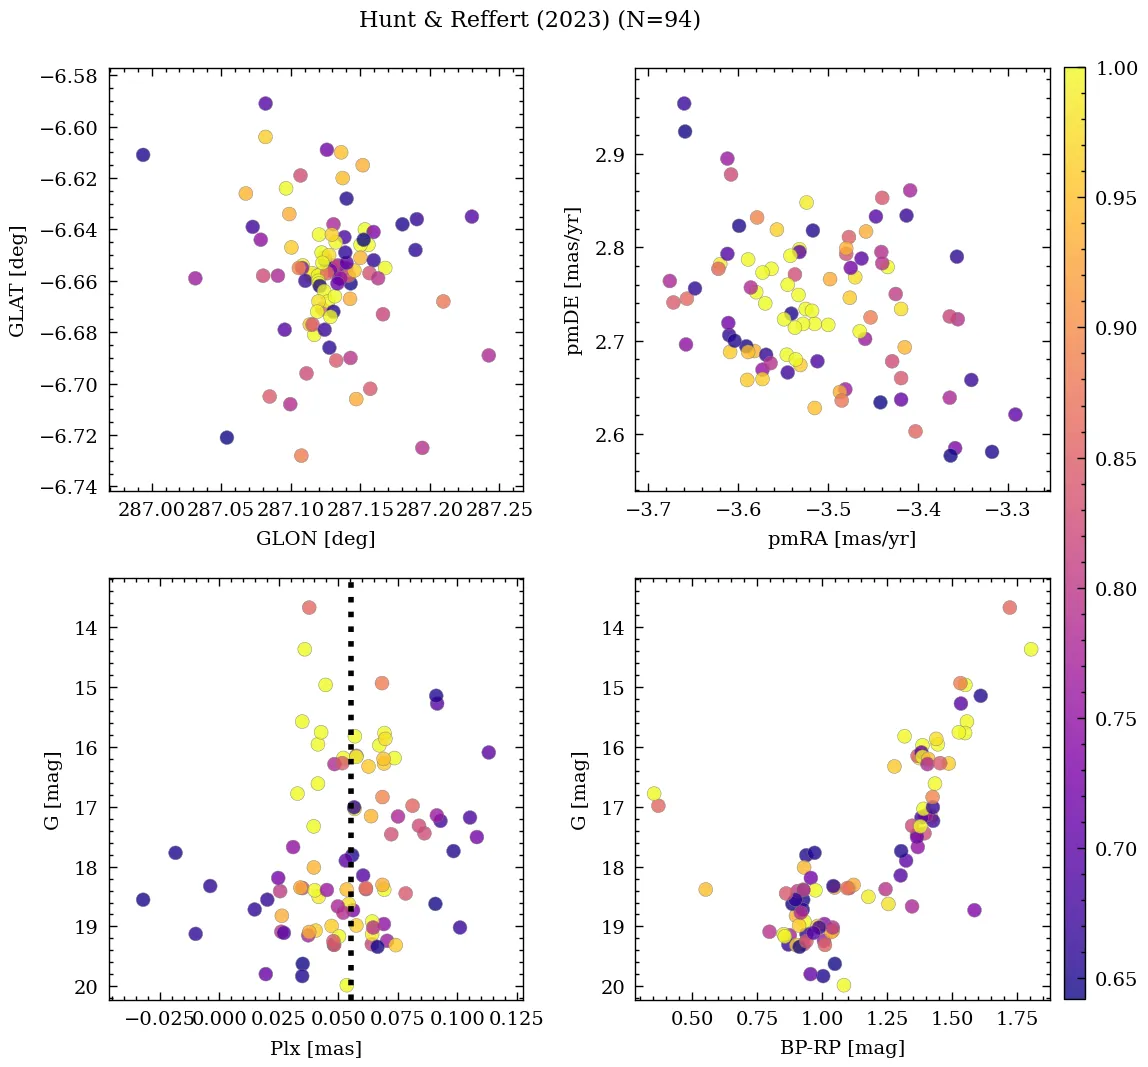 Hunt & Reffert (2023) (N=94)
−6.58
−6.60
−6.62
−6.64
−6.66
−6.68
−6.70
−6.72
−6.74
GLAT [deg]
287.00 287.05 287.10 287.15 287.20 287.25
GLON [deg]
2.9
2.8
2.7
2.6
pmDE [mas/yr]
−3.7 −3.6 −3.5 −3.4 −3.3
pmRA [mas/yr]
14
15
16
17
18
19
20
G [mag]
−0.025 0.000 0.025 0.050 0.075 0.100 0.125
Plx [mas]
14
15
16
17
18
19
20
G [mag]
0.50 0.75 1.00 1.25 1.50 1.75
BP-RP [mag]
1.00
0.95
0.90
0.85
0.80
0.75
0.70
0.65